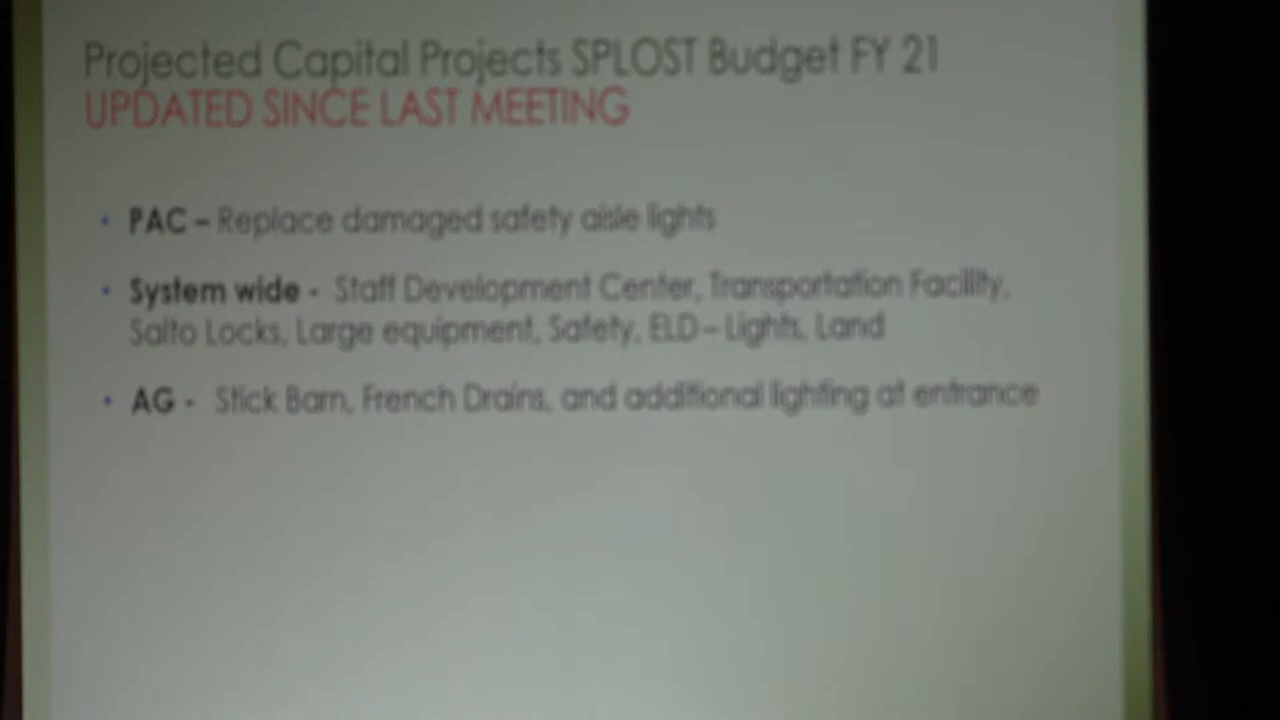 Projected Capital Projects SPLOST Budget FY 21
UPDATED SINCE LAST MEETING
• PAC – Replace damaged safety aisle lights
• System wide - Staff Development Center, Transportation Facility,
Salto Locks, Large equipment, Safety, ELD – Lights, Land
• AG - Stick Barn, French Drains, and additional lighting at entrance